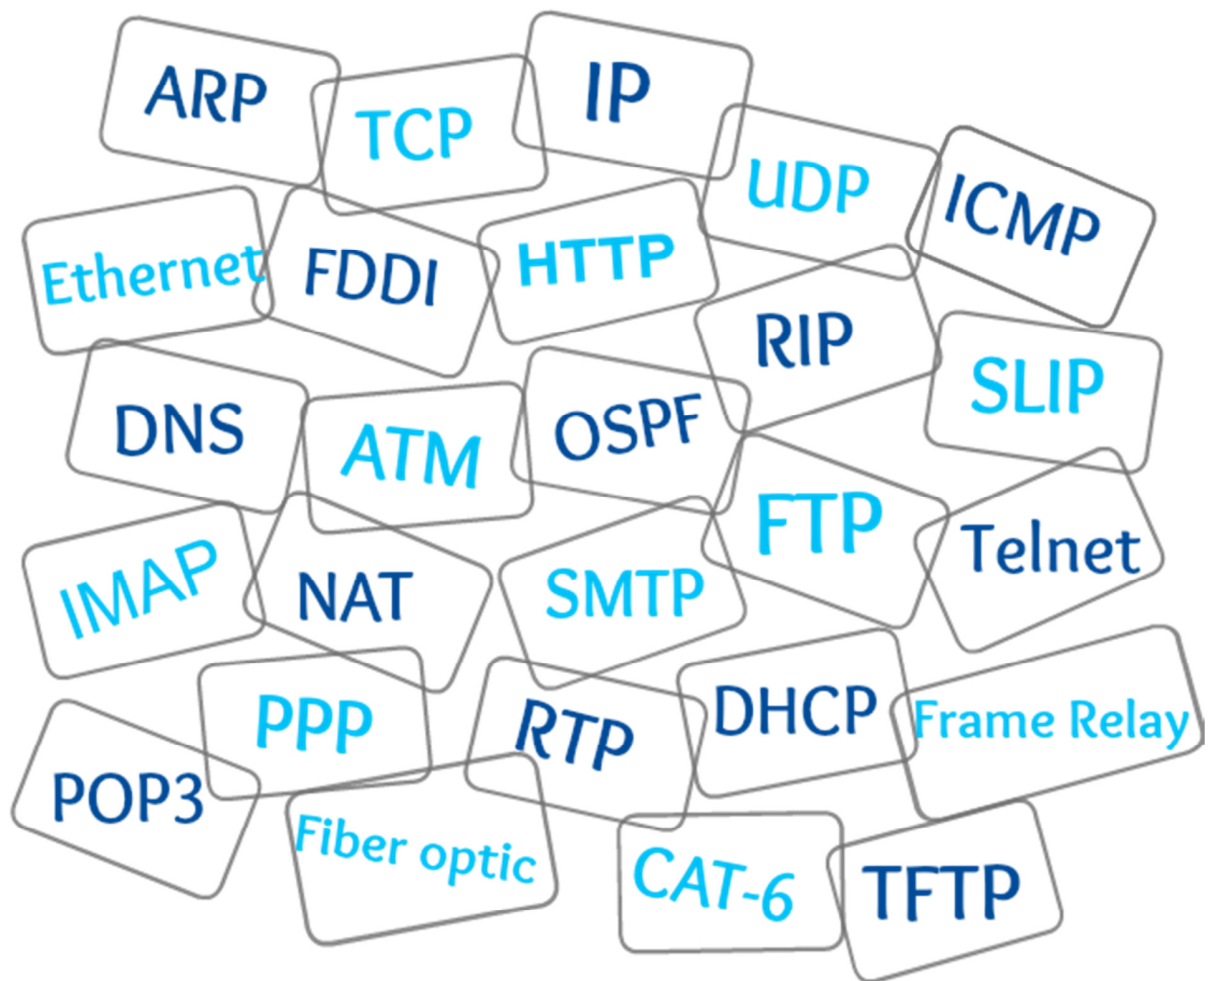 ARP
TCP
IP
UDP
ICMP
Ethernet
FDDI
HTTP
RIP
SLIP
DNS
ATM
OSPF
FTP
Telnet
IMAP
NAT
SMTP
PPP
RTP
DHCP
Frame Relay
POP3
Fiber optic
CAT-6
TFTP